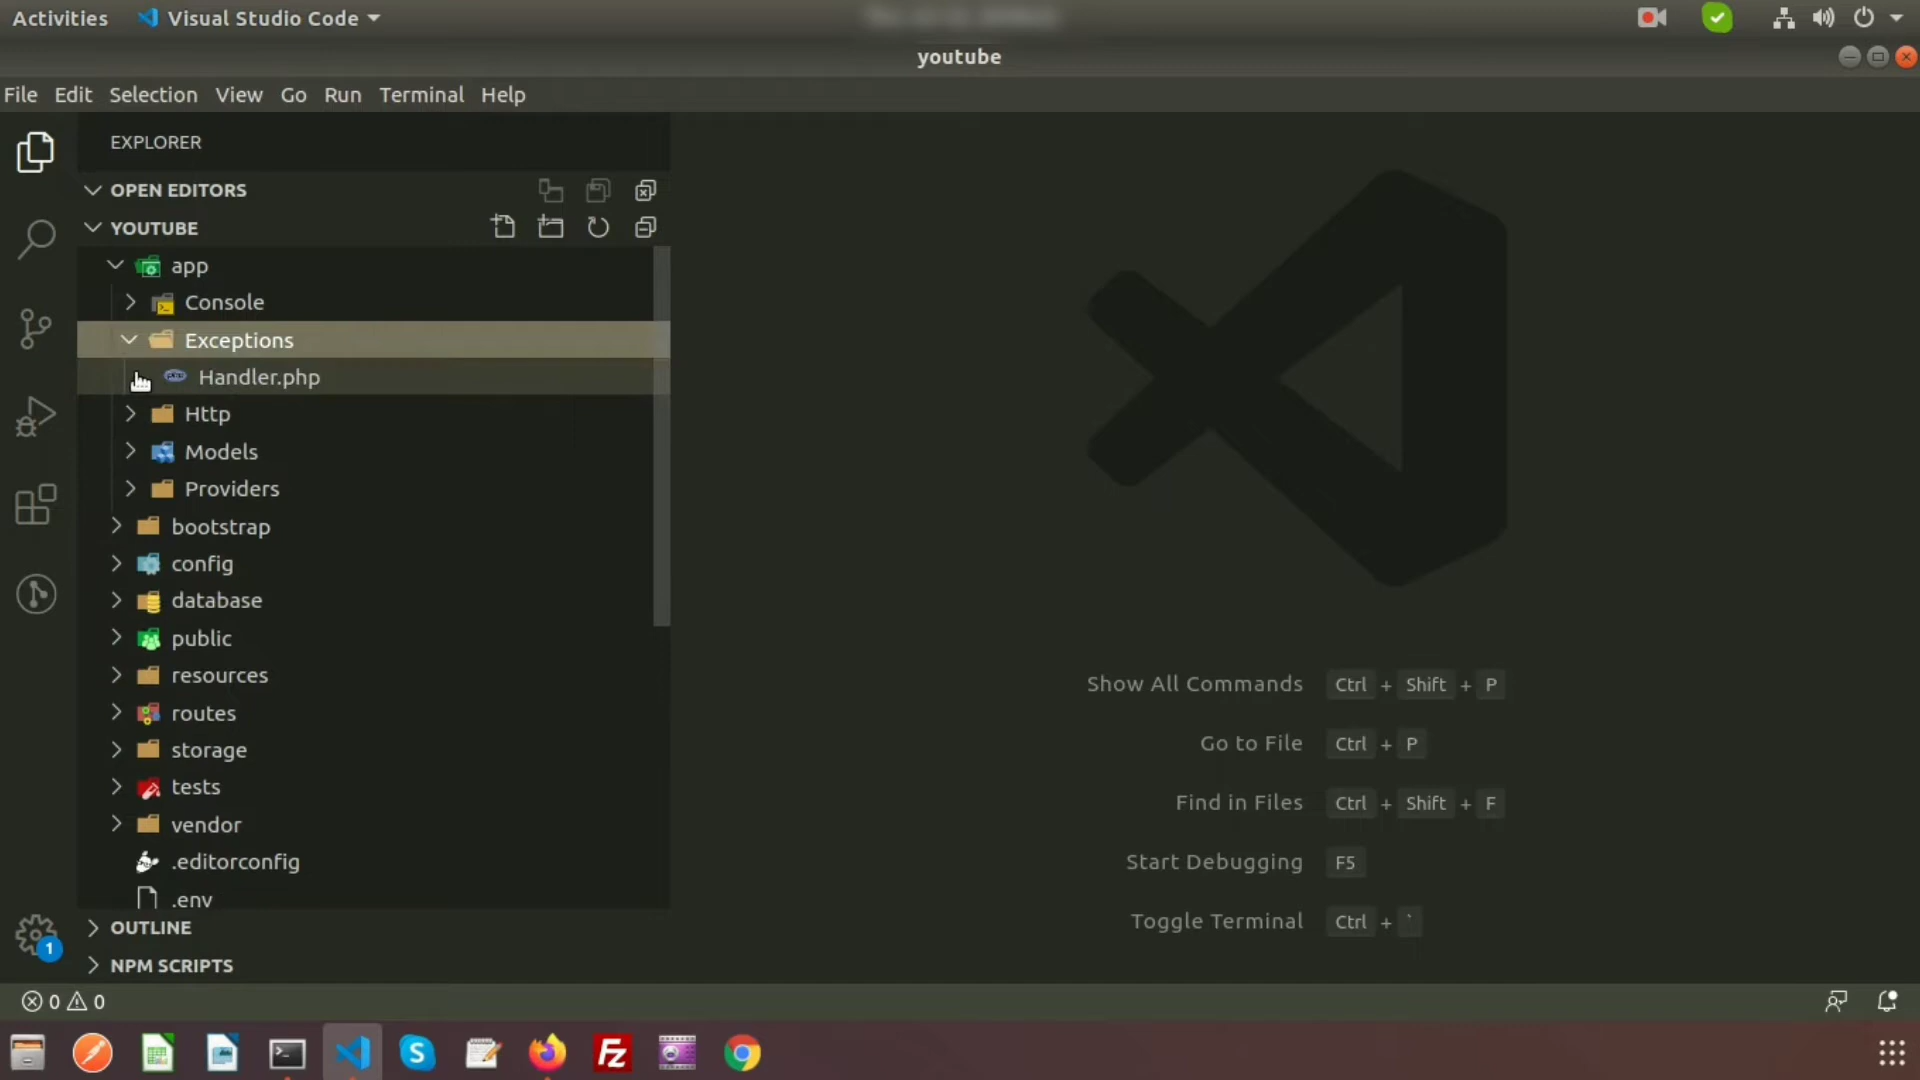 Activities Visual Studio Code
youtube
File Edit Selection View Go Run Terminal Help
EXPLORER
OPEN EDITORS
YOUTUBE
app
Console
Exceptions
Handler.php
Http
Models
Providers
bootstrap
config
database
public
resources
routes
storage
tests
vendor
.editorconfig
.env
OUTLINE
NPM SCRIPTS
Show All Commands Ctrl + Shift + P
Go to File Ctrl + P
Find in Files Ctrl + Shift + F
Start Debugging F5
Toggle Terminal Ctrl + `
1
0 0
S
Fz